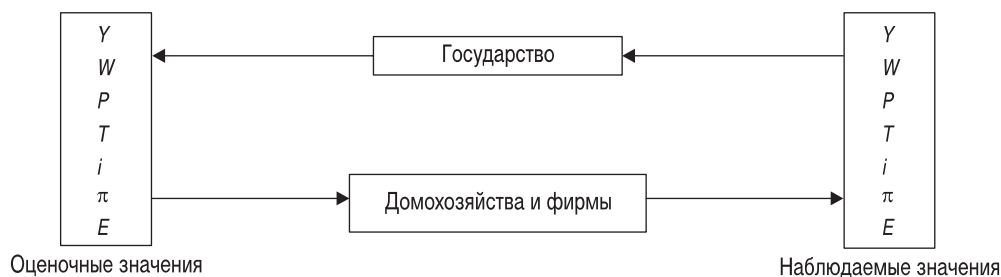 Y
W
P
T
i
π
E
Оценочные значения
Государство
Домохозяйства и фирмы
Y
W
P
T
i
π
E
Наблюдаемые значения